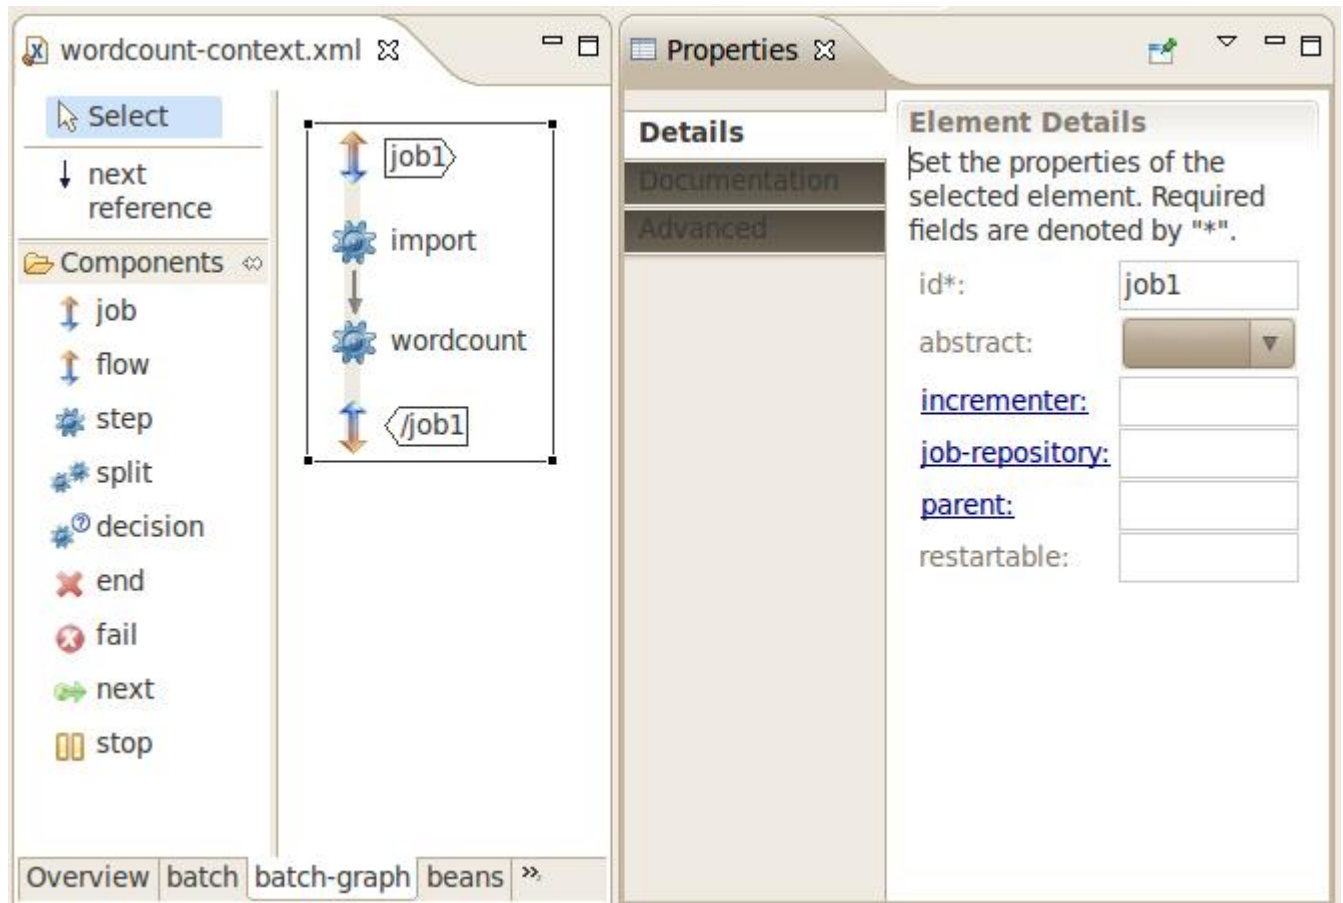 wordcount-context.xml
Select
next
reference
Components
job
flow
step
split
decision
end
fail
next
stop
job1
import
wordcount
/job1
Overview batch batch-graph beans »
Properties
Details
Documentation
Advanced
Element Details
Set the properties of the
selected element. Required
fields are denoted by "*".
id*: job1
abstract:
incrementer:
job-repository:
parent:
restartable: